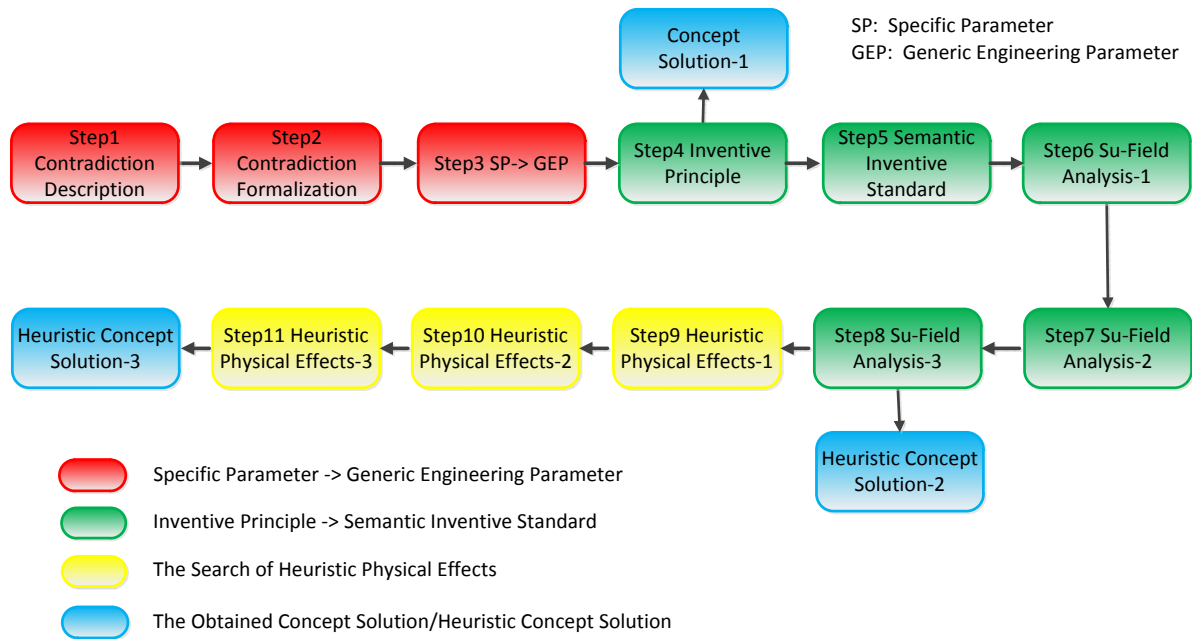 Concept
Solution-1
SP:  Specific Parameter
GEP:  Generic Engineering Parameter
Step1
Contradiction
Description
Step2
Contradiction
Formalization
Step3 SP-> GEP
Step4 Inventive
Principle
Step5 Semantic
Inventive
Standard
Step6 Su-Field
Analysis-1
Heuristic Concept
Solution-3
Step11 Heuristic
Physical Effects-3
Step10 Heuristic
Physical Effects-2
Step9 Heuristic
Physical Effects-1
Step8 Su-Field
Analysis-3
Step7 Su-Field
Analysis-2
Heuristic Concept
Solution-2
Specific Parameter -> Generic Engineering Parameter
Inventive Principle -> Semantic Inventive Standard
The Search of Heuristic Physical Effects
The Obtained Concept Solution/Heuristic Concept Solution